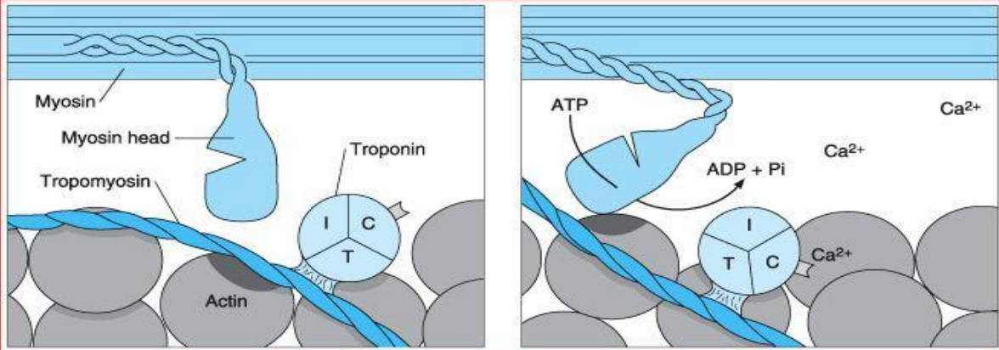 Myosin
Myosin head
Tropomyosin
Troponin
I
C
T
Actin
ATP
ADP + Pi
Ca²⁺
Ca²⁺
I
T
C
Ca²⁺